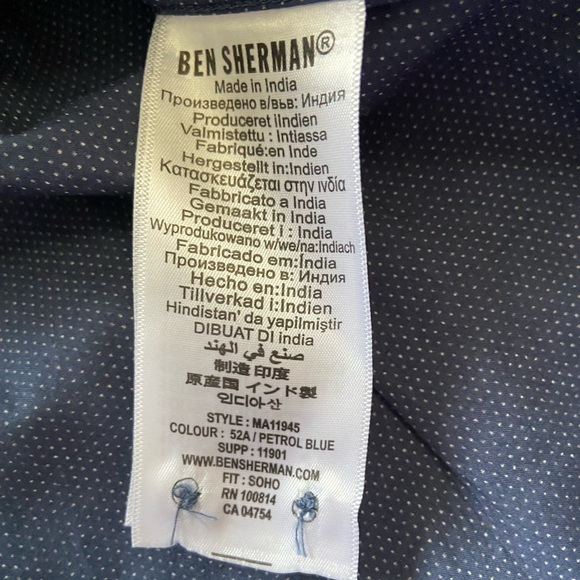 BEN SHERMAN®
Made in India
Произведено в/във: Индия
Produceret iIndien
Valmistettu : Intiassa
Fabriqué:en Inde
Hergestellt in:Indien
Κατασκευάζεται στην ινδία
Fabbricato a India
Gemaakt in India
Produceret i : India
Wyprodukowano w/we/na:Indiach
Fabricado em:Índia
Произведено в: Индия
Hecho en:India
Tillverkad i:Indien
Hindistan' da yapilmiştir
DIBUAT DI india
صنع في الهند
制造 印度
原産国 インド製
인디아산
STYLE : MA11945
COLOUR : 52A / PETROL BLUE
SUPP : 11901
WWW.BENSHERMAN.COM
FIT : SOHO
RN 100814
CA 04754